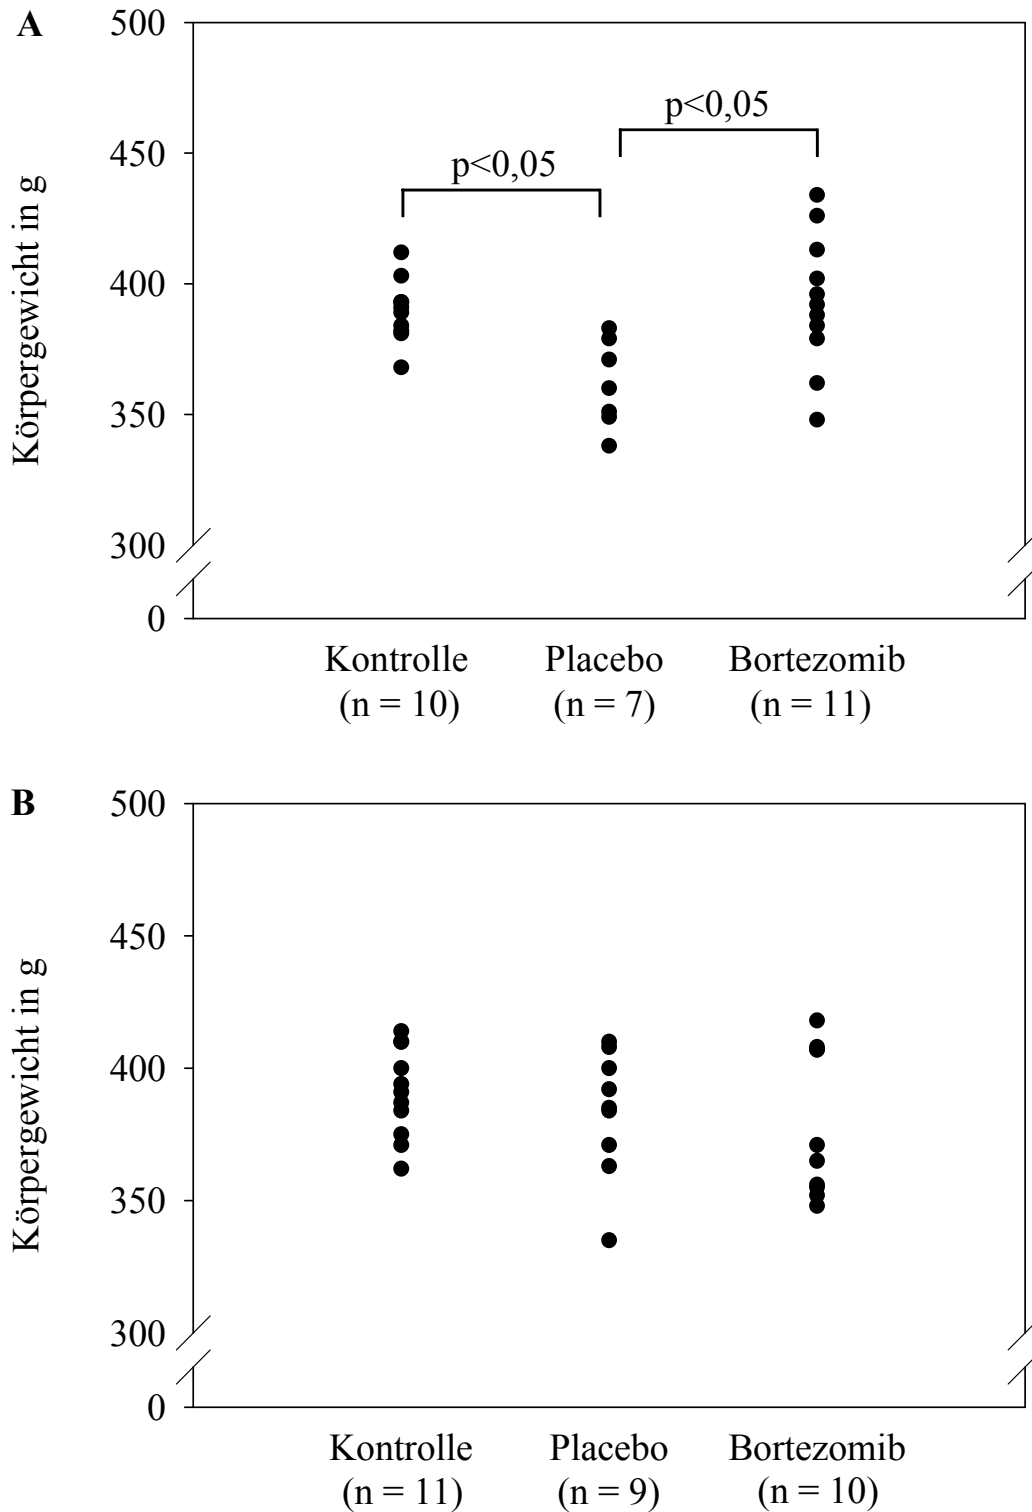 A
500
p<0,05
450
p<0,05
400
350
300
0
Körpergewicht in g
Kontrolle Placebo Bortezomib
(n = 10) (n = 7) (n = 11)
B
500
450
400
350
300
0
Körpergewicht in g
Kontrolle Placebo Bortezomib
(n = 11) (n = 9) (n = 10)